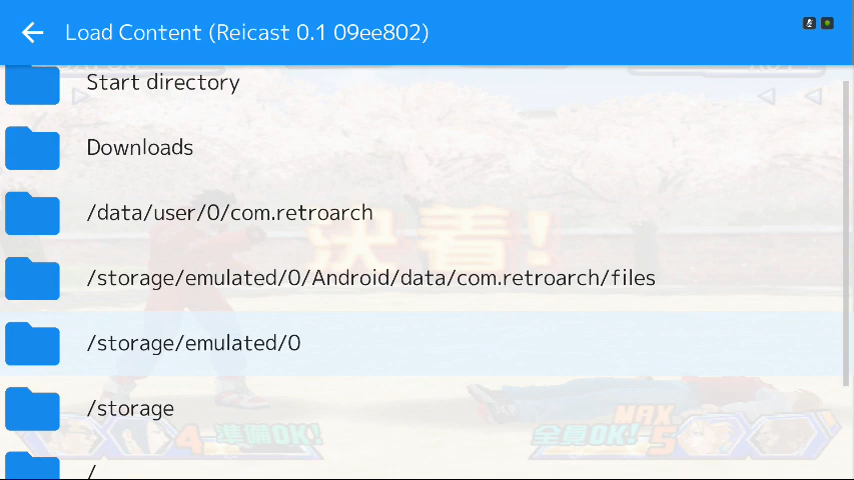 Load Content (Reicast 0.1 09ee802)
Start directory
Downloads
/data/user/0/com.retroarch
決着!
/storage/emulated/0/Android/data/com.retroarch/files
/storage/emulated/0
/storage
MAX
4 準備OK!
全員OK! 5
/